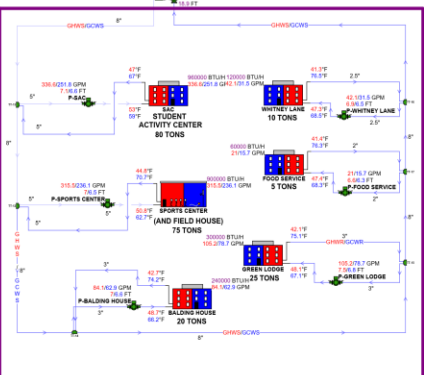 18.9 FT
8"
GHWS/GCWS
GHWS/GCWS
5"
47°F
67°F
960000 BTU/H
336.6/251.8 GPM
336.6/251.8 GPM
7.1/6.6 FT
P-SAC
53°F
59°F
SAC
STUDENT
ACTIVITY CENTER
80 TONS
5"
120000 BTU/H
42.1/31.5 GPM
41.3°F
76.5°F
2.5"
WHITNEY LANE
10 TONS
42.1/31.5 GPM
6.9/6.5 FT
P-WHITNEY LANE
47.3°F
68.5°F
2.5"
6"
8"
60000 BTU/H
21/15.7 GPM
41.4°F
76.3°F
2"
FOOD SERVICE
5 TONS
21/15.7 GPM
6.6/6.3 FT
P-FOOD SERVICE
47.4°F
68.3°F
2"
5"
44.8°F
70.7°F
900000 BTU/H
315.5/236.1 GPM
315.5/236.1 GPM
7/6.5 FT
P-SPORTS CENTER
50.8°F
62.7°F
SPORTS CENTER
(AND FIELD HOUSE)
75 TONS
5"
8"
300000 BTU/H
105.2/78.7 GPM
42.1°F
75.1°F
3"
GHWS/GCWR
GREEN LODGE
25 TONS
48.1°F
67.1°F
105.2/78.7 GPM
7.5/6.8 FT
P-GREEN LODGE
3"
GHWS
GCWS
8"
3"
42.7°F
74.2°F
240000 BTU/H
84.1/62.9 GPM
84.1/62.9 GPM
7/6.6 FT
P-BALDING HOUSE
3"
48.7°F
66.2°F
BALDING HOUSE
20 TONS
8"
GHWS/GCWS